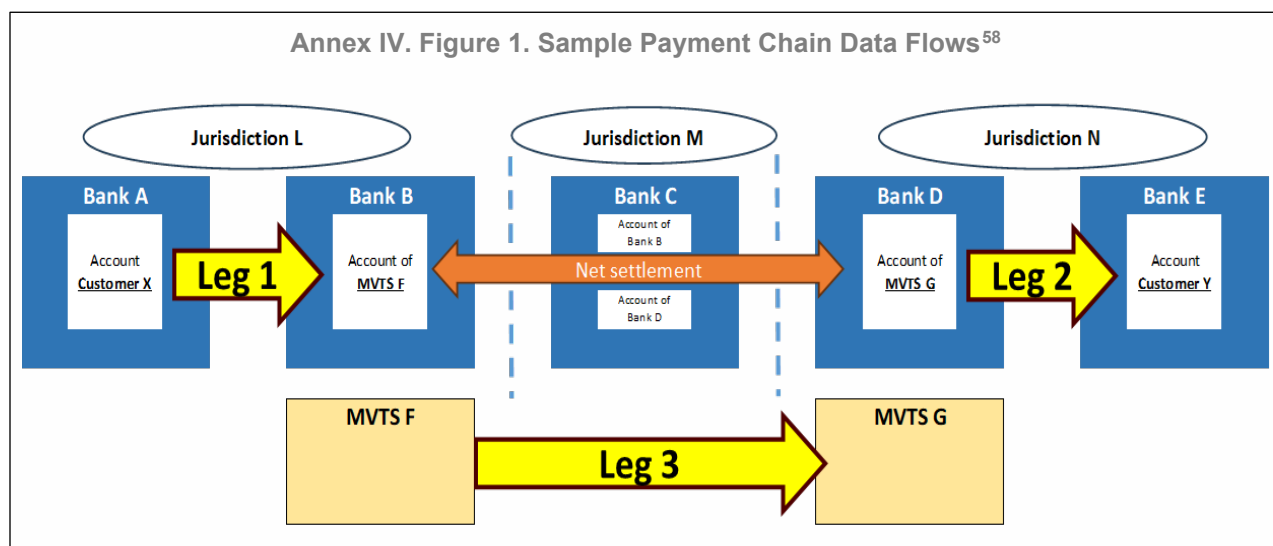 Annex IV. Figure 1. Sample Payment Chain Data Flows58
Jurisdiction L
Jurisdiction M
Jurisdiction N
Bank A
Account
Customer X
Leg 1
Bank B
Account of
MVTS F
Bank C
Account of
Bank B
Net settlement
Account of
Bank D
Bank D
Account of
MVTS G
Leg 2
Bank E
Account
Customer Y
MVTS F
Leg 3
MVTS G